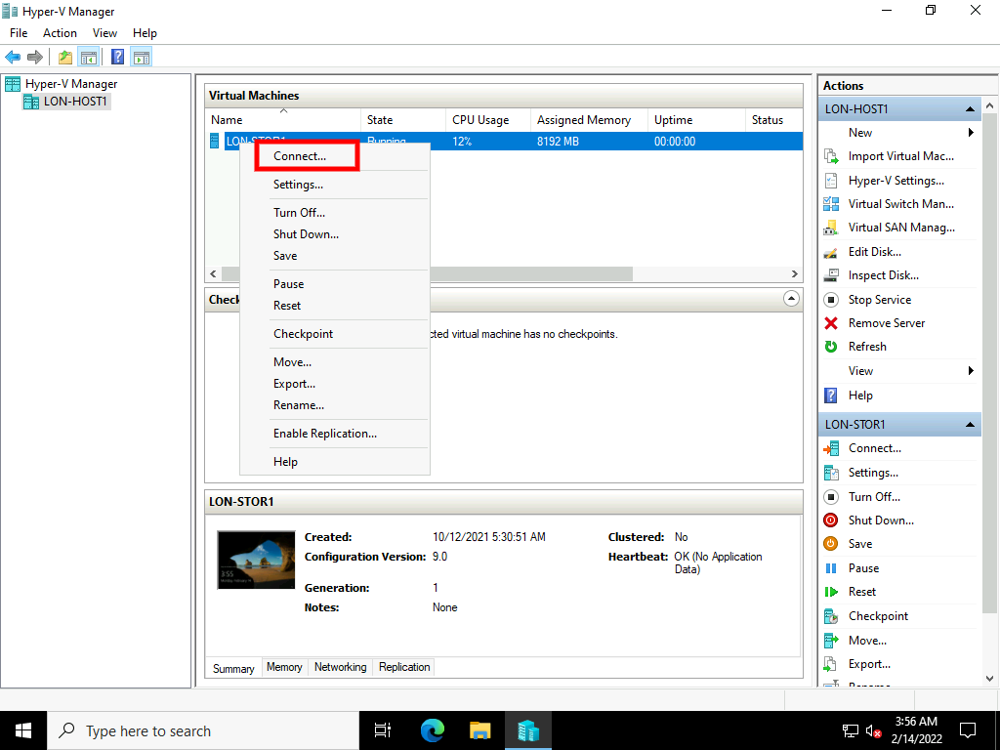 Hyper-V Manager
File Action View Help
Hyper-V Manager
LON-HOST1
Virtual Machines
Name State CPU Usage Assigned Memory Uptime Status
LON-STOR1 Running 12% 8192 MB 00:00:00
Connect...
Settings...
Turn Off...
Shut Down...
Save
Pause
Reset
Checkpoint
Move...
Export...
Rename...
Enable Replication...
Help
virtual machine has no checkpoints.
LON-STOR1
Created: 10/12/2021 5:30:51 AM
Configuration Version: 9.0
Generation: 1
Notes: None
Clustered: No
Heartbeat: OK (No Application
Data)
3:55
Summary Memory Networking Replication
Actions
LON-HOST1
New
Import Virtual Mac...
Hyper-V Settings...
Virtual Switch Man...
Virtual SAN Manag...
Edit Disk...
Inspect Disk...
Stop Service
Remove Server
Refresh
View
Help
LON-STOR1
Connect...
Settings...
Turn Off...
Shut Down...
Save
Pause
Reset
Checkpoint
Move...
Export...
Rename...
Type here to search
3:56 AM
2/14/2022